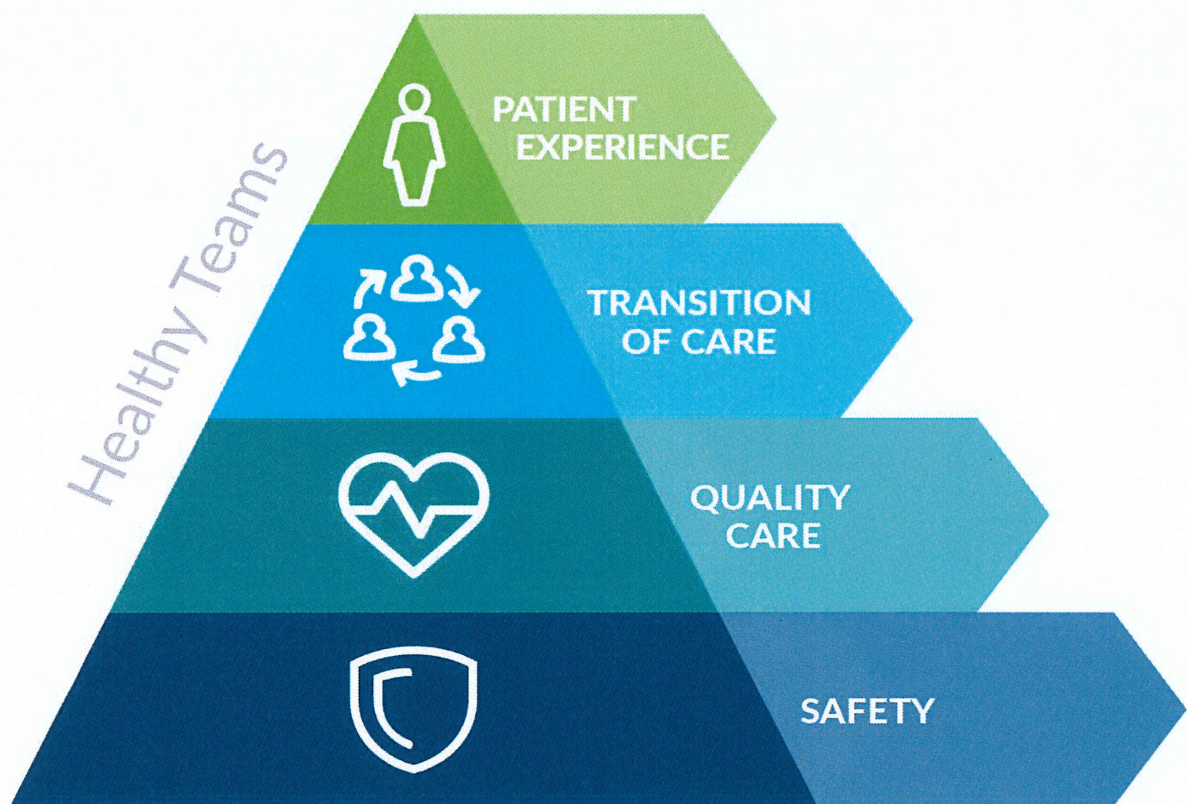 Healthy Teams
PATIENT
EXPERIENCE
TRANSITION
OF CARE
QUALITY
CARE
SAFETY